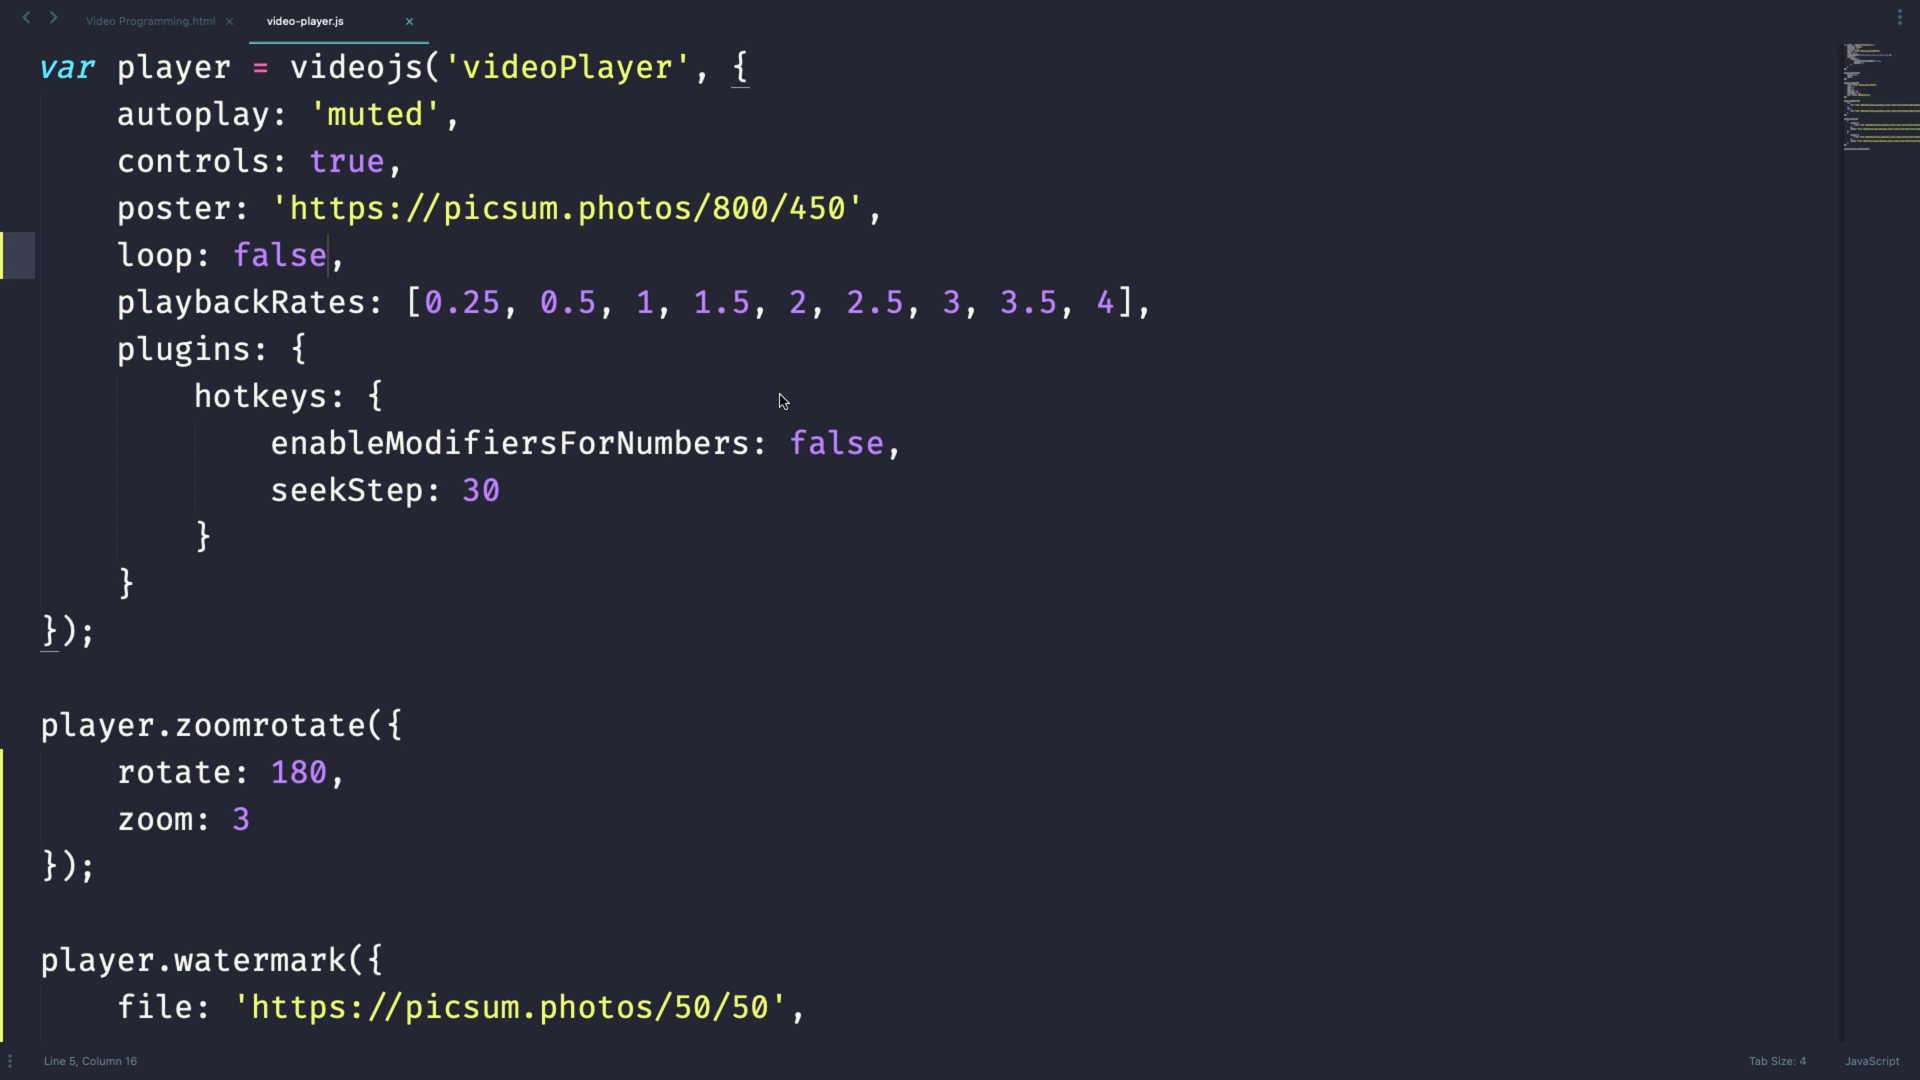 Video Programming.html
video-player.js
var player = videojs('videoPlayer', {
autoplay: 'muted',
controls: true,
poster: 'https://picsum.photos/800/450',
loop: false,
playbackRates: [0.25, 0.5, 1, 1.5, 2, 2.5, 3, 3.5, 4],
plugins: {
hotkeys: {
enableModifiersForNumbers: false,
seekStep: 30
}
}
});
player.zoomrotate({
rotate: 180,
zoom: 3
});
player.watermark({
file: 'https://picsum.photos/50/50',
Line 5, Column 16
Tab Size: 4
JavaScript